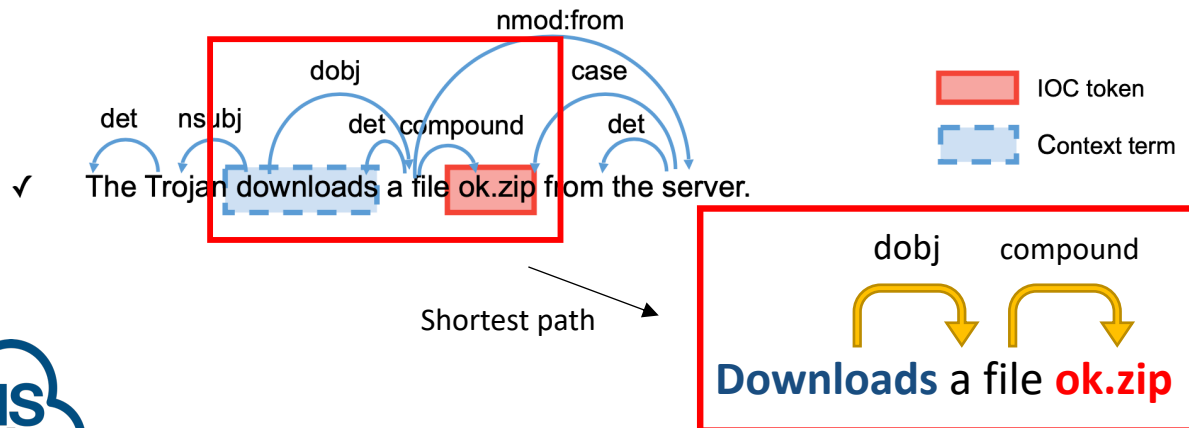 nmod:from
dobj
case
IOC token
det nsubj det compound det
Context term
✓ The Trojan downloads a file ok.zip from the server.
Shortest path
dobj compound
Downloads a file ok.zip